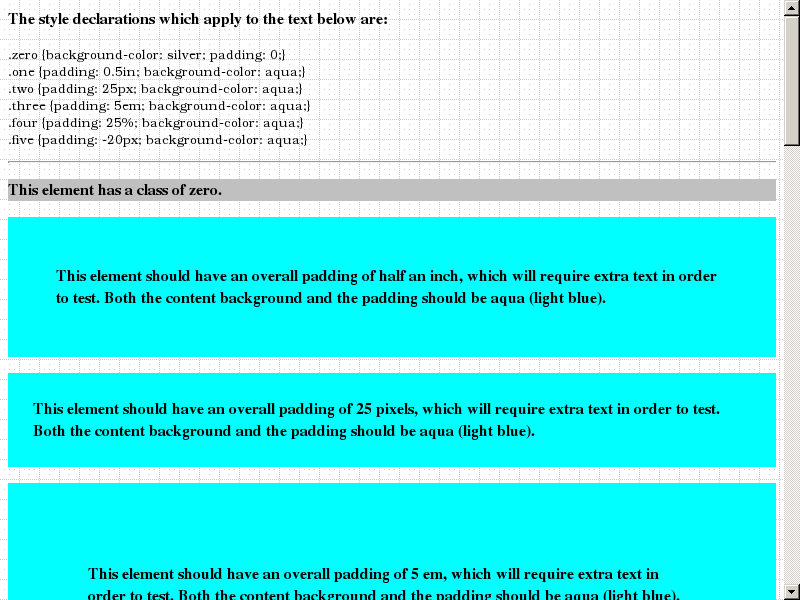 The style declarations which apply to the text below are:
.zero {background-color: silver; padding: 0;}
.one {padding: 0.5in; background-color: aqua;}
.two {padding: 25px; background-color: aqua;}
.three {padding: 5em; background-color: aqua;}
.four {padding: 25%; background-color: aqua;}
.five {padding: -20px; background-color: aqua;}
This element has a class of zero.
This element should have an overall padding of half an inch, which will require extra text in order
to test. Both the content background and the padding should be aqua (light blue).
This element should have an overall padding of 25 pixels, which will require extra text in order to test.
Both the content background and the padding should be aqua (light blue).
This element should have an overall padding of 5 em, which will require extra text in
order to test. Both the content background and the padding should be aqua (light blue).